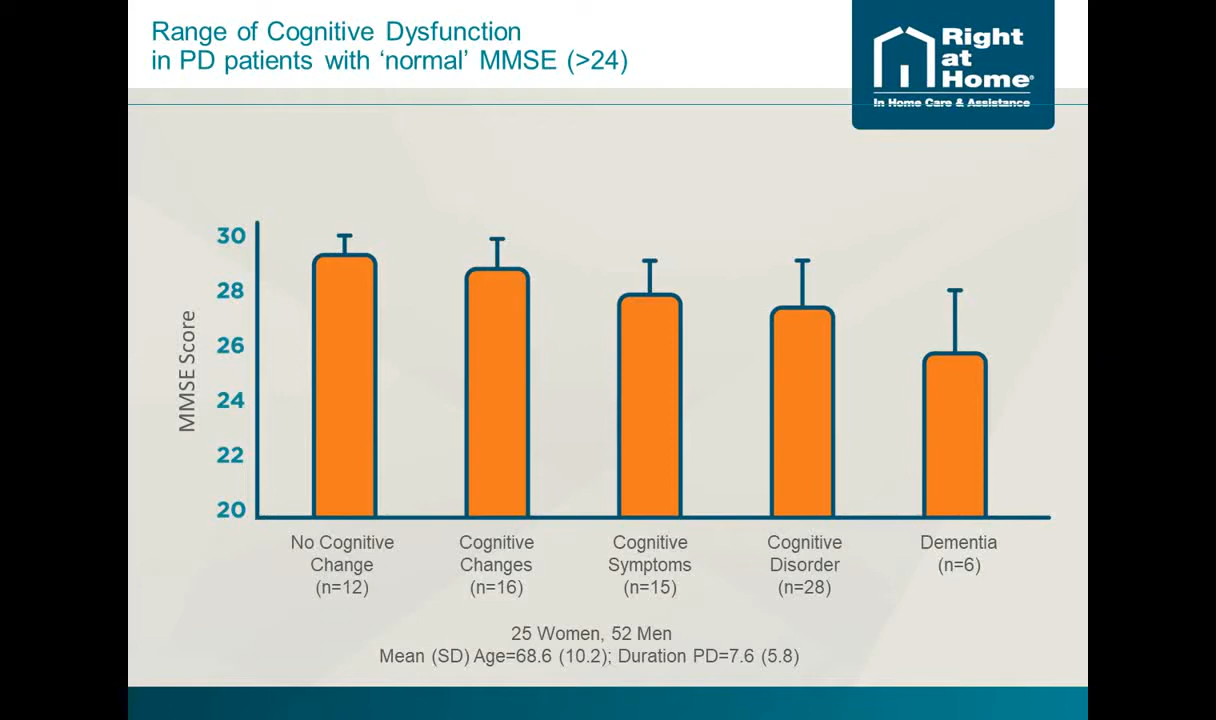 Range of Cognitive Dysfunction
in PD patients with ‘normal’ MMSE (>24)
Right
at
Home®
In Home Care & Assistance
MMSE Score
30
28
26
24
22
20
No Cognitive
Change
(n=12)
Cognitive
Changes
(n=16)
Cognitive
Symptoms
(n=15)
Cognitive
Disorder
(n=28)
Dementia
(n=6)
25 Women, 52 Men
Mean (SD) Age=68.6 (10.2); Duration PD=7.6 (5.8)